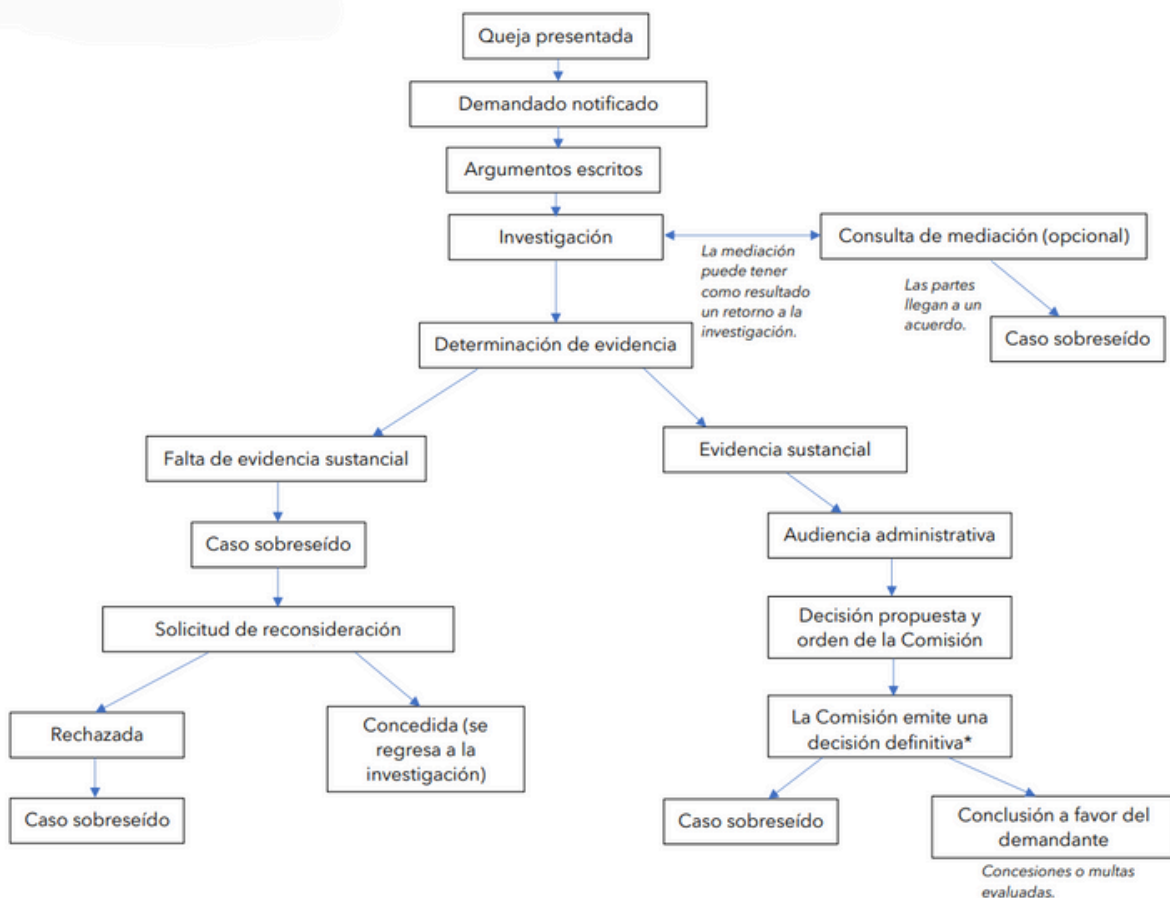 Queja presentada
Demandado notificado
Argumentos escritos
Investigación
Consulta de mediación (opcional)
La mediación
puede tener
como resultado
un retorno a la
investigación.
Las partes
llegan a un
acuerdo.
Caso sobreseído
Determinación de evidencia
Falta de evidencia sustancial
Evidencia sustancial
Caso sobreseído
Audiencia administrativa
Solicitud de reconsideración
Decisión propuesta y
orden de la Comisión
Rechazada
Concedida (se
regresa a la
investigación)
La Comisión emite una
decisión definitiva*
Caso sobreseído
Caso sobreseído
Conclusión a favor del
demandante
Concesiones o multas
evaluadas.